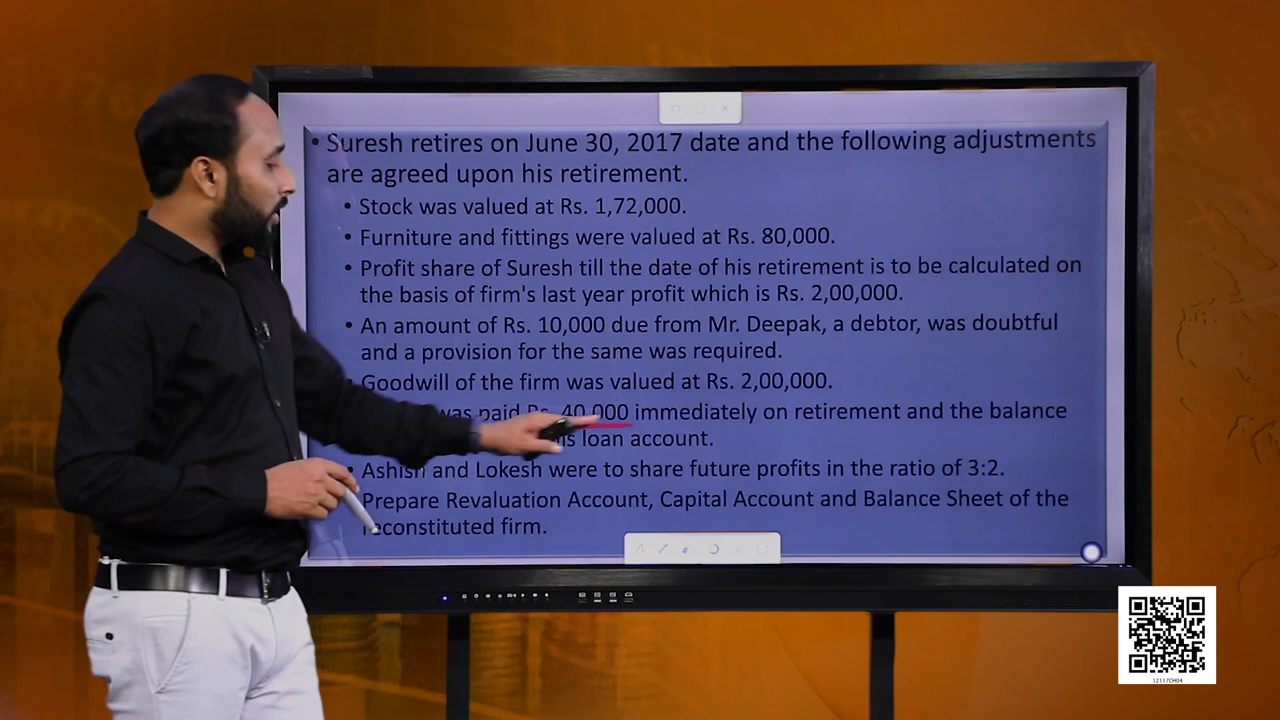 • Suresh retires on June 30, 2017 date and the following adjustments
are agreed upon his retirement.
• Stock was valued at Rs. 1,72,000.
• Furniture and fittings were valued at Rs. 80,000.
• Profit share of Suresh till the date of his retirement is to be calculated on
the basis of firm's last year profit which is Rs. 2,00,000.
• An amount of Rs. 10,000 due from Mr. Deepak, a debtor, was doubtful
and a provision for the same was required.
• Goodwill of the firm was valued at Rs. 2,00,000.
was paid Rs. 40,000 immediately on retirement and the balance
loan account.
• Ashish and Lokesh were to share future profits in the ratio of 3:2.
Prepare Revaluation Account, Capital Account and Balance Sheet of the
reconstituted firm.
12117CH04